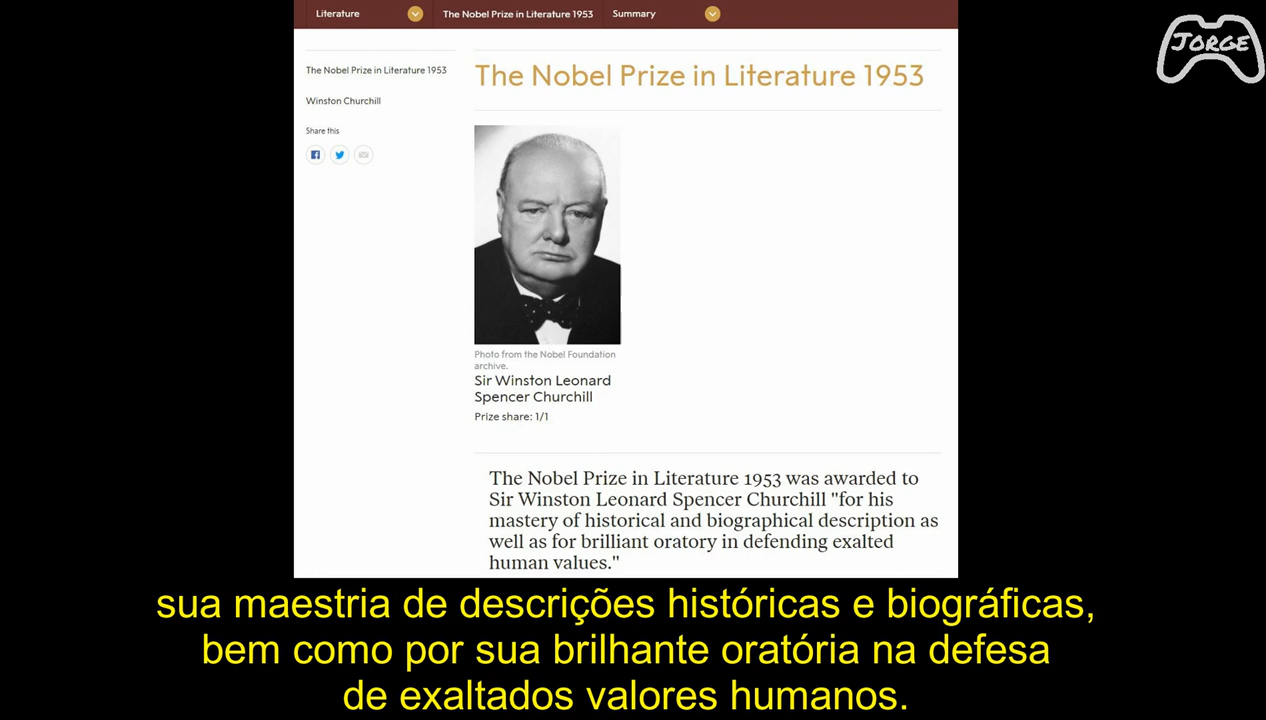 Literature
The Nobel Prize in Literature 1953
Summary
JORGE
The Nobel Prize in Literature 1953
Winston Churchill
Share this
The Nobel Prize in Literature 1953
Photo from the Nobel Foundation
archive.
Sir Winston Leonard
Spencer Churchill
Prize share: 1/1
The Nobel Prize in Literature 1953 was awarded to
Sir Winston Leonard Spencer Churchill "for his
mastery of historical and biographical description as
well as for brilliant oratory in defending exalted
human values."
sua maestria de descrições históricas e biográficas,
bem como por sua brilhante oratória na defesa
de exaltados valores humanos.